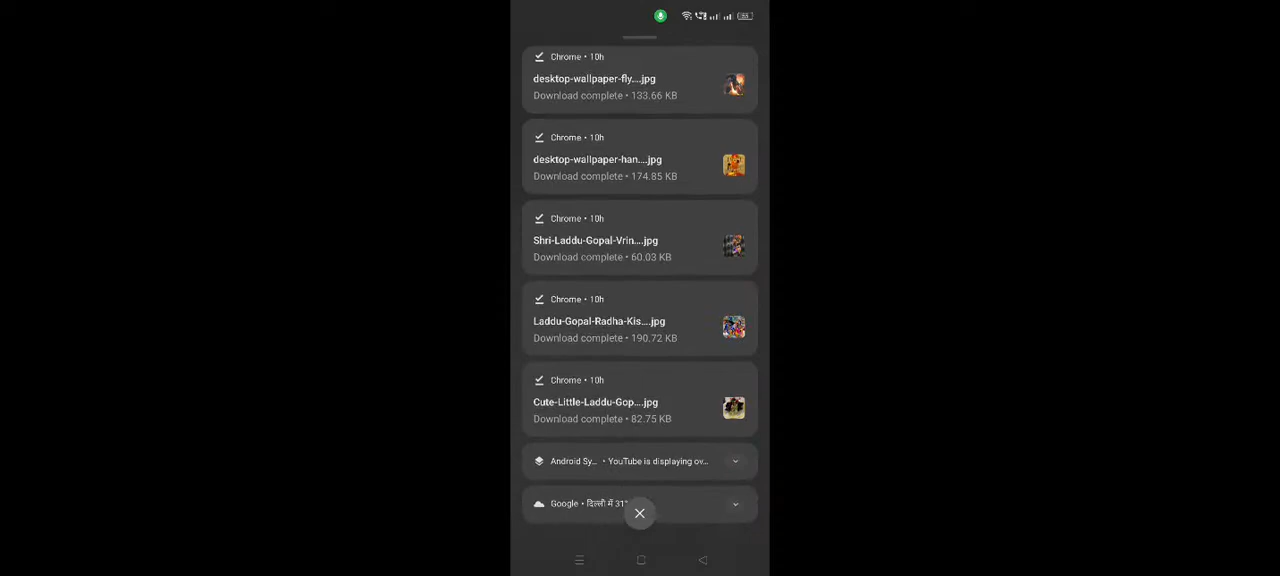 Chrome • 10h
desktop-wallpaper-fly....jpg
Download complete • 133.66 KB
Chrome • 10h
desktop-wallpaper-han....jpg
Download complete • 174.85 KB
Chrome • 10h
Shri-Laddu-Gopal-Vrin....jpg
Download complete • 60.03 KB
Chrome • 10h
Laddu-Gopal-Radha-Kis....jpg
Download complete • 190.72 KB
Chrome • 10h
Cute-Little-Laddu-Gop....jpg
Download complete • 82.75 KB
Android Sy... • YouTube is displaying ov...
Google • दिल्ली में 31°